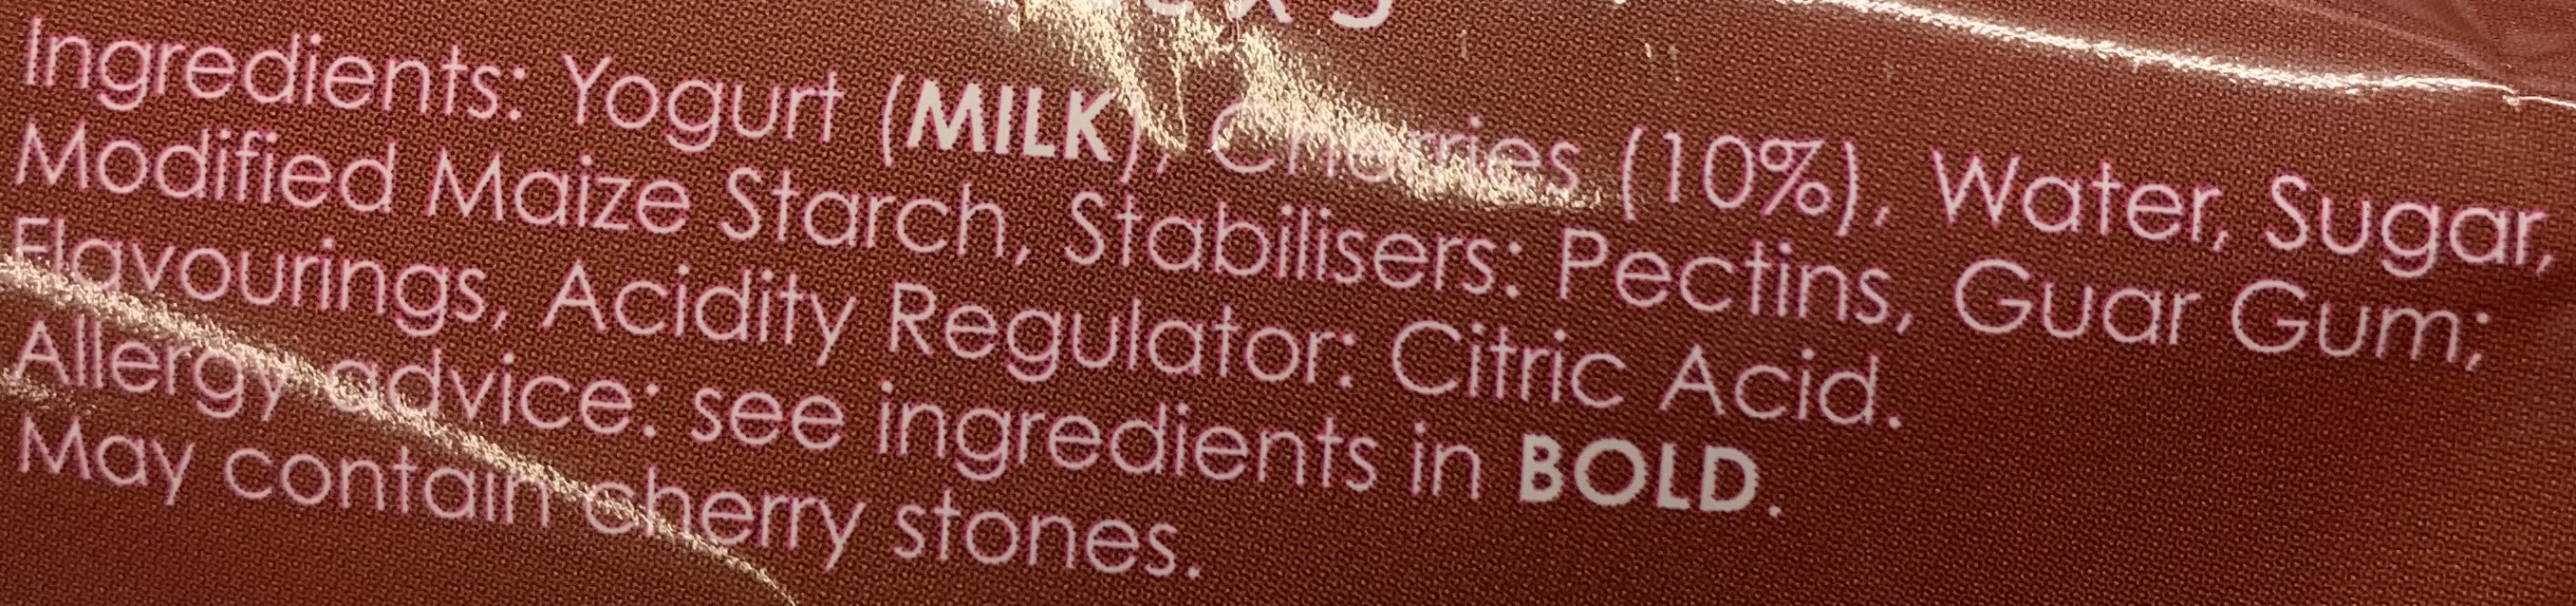 Ingredients: Yogurt (MILK), Cherries (10%), Water, Sugar,
Modified Maize Starch, Stabilisers: Pectins, Guar Gum;
Flavourings, Acidity Regulator: Citric Acid.
Allergy advice: see ingredients in BOLD.
May contain cherry stones.